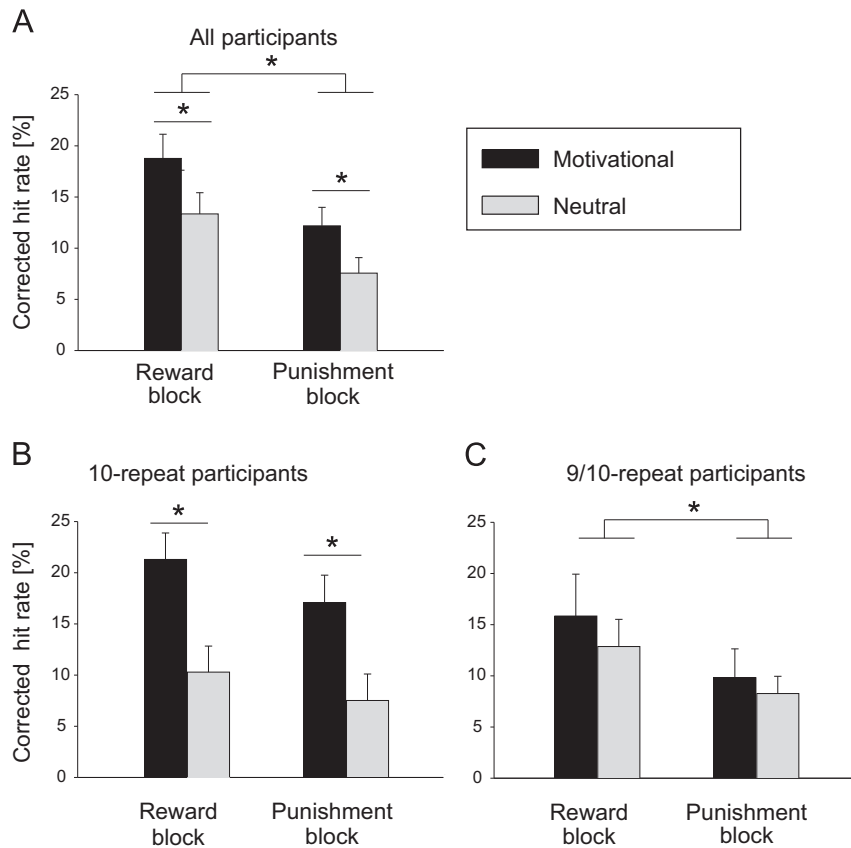 A
All participants
*
Corrected hit rate [%]
25
20
15
10
5
0
*
*
Reward
block
Punishment
block
Motivational
Neutral
B
10-repeat participants
Corrected hit rate [%]
25
20
15
10
5
0
*
*
Reward
block
Punishment
block
C
9/10-repeat participants
*
25
20
15
10
5
0
Reward
block
Punishment
block